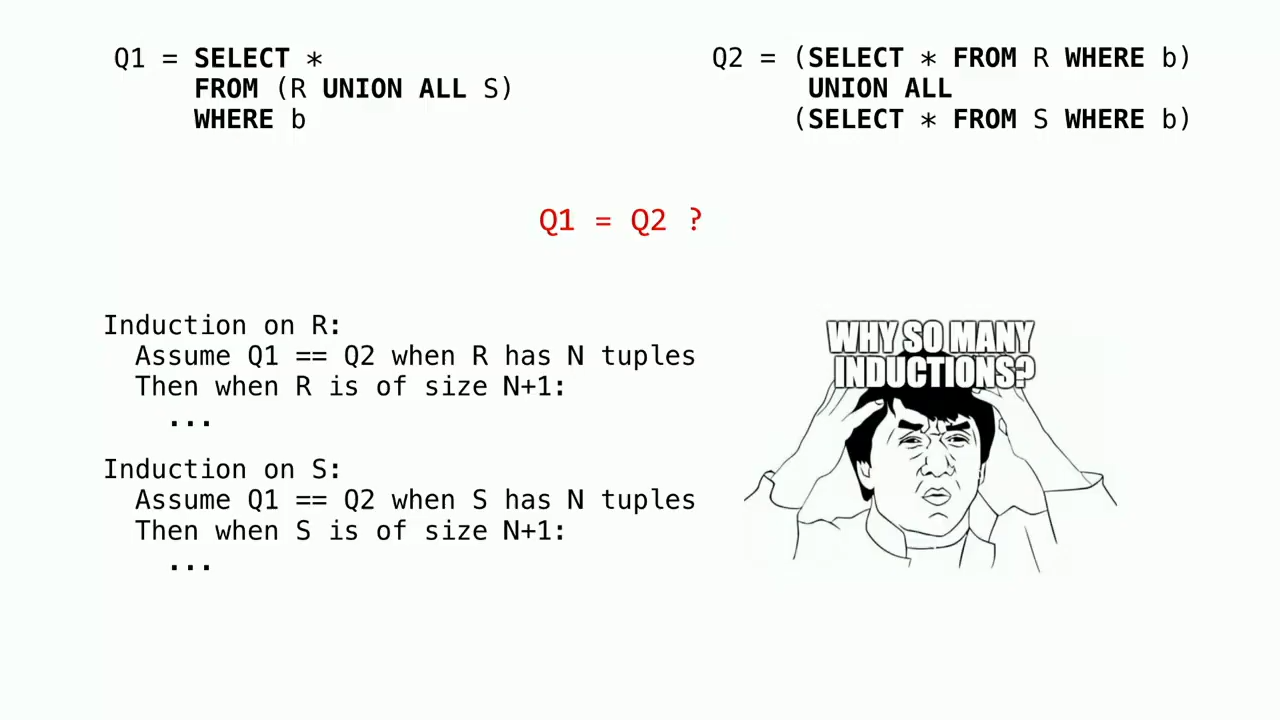 Q1 = SELECT *
FROM (R UNION ALL S)
WHERE b
Q2 = (SELECT * FROM R WHERE b)
UNION ALL
(SELECT * FROM S WHERE b)
Q1 = Q2 ?
Induction on R:
Assume Q1 == Q2 when R has N tuples
Then when R is of size N+1:
...
Induction on S:
Assume Q1 == Q2 when S has N tuples
Then when S is of size N+1:
...
WHY SO MANY
INDUCTIONS?